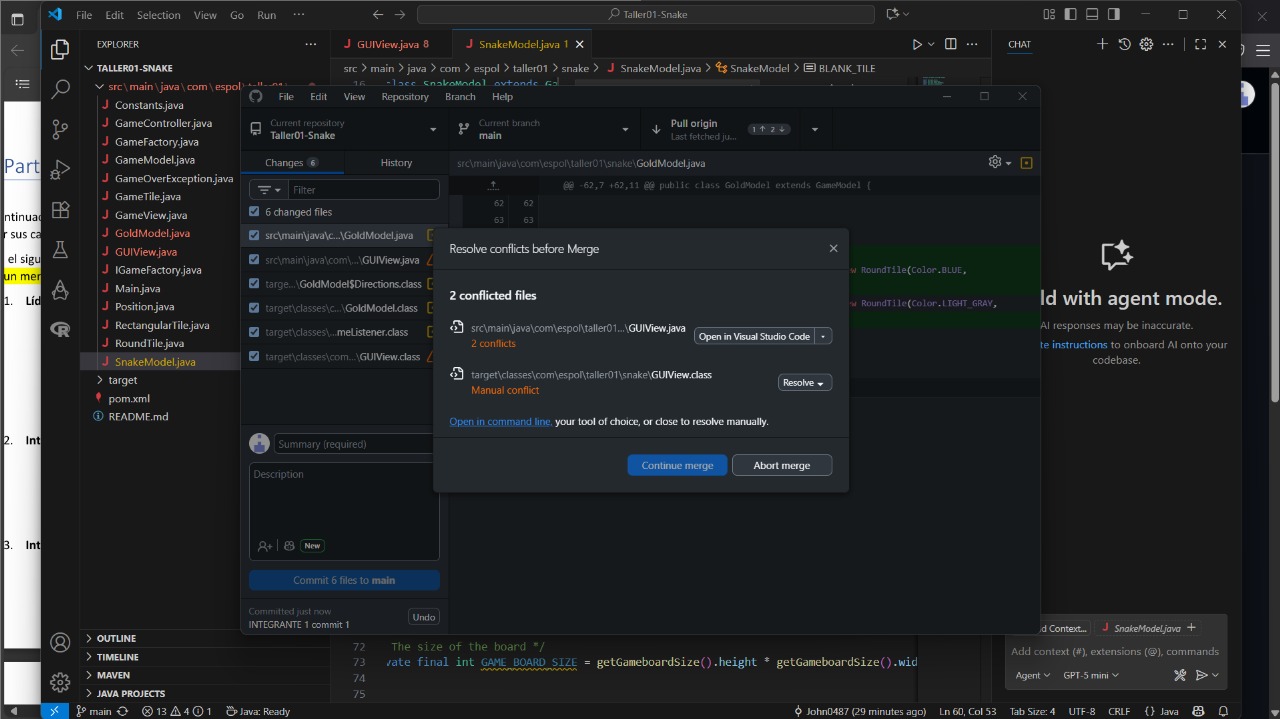 File Edit Selection View Go Run ···
Taller01-Snake
EXPLORER
TALLER01-SNAKE
src\main\java\com\espol\taller01\...
Constants.java
GameController.java
GameFactory.java
GameModel.java
GameOverException.java
GameTile.java
GameView.java
GoldModel.java
GUIView.java
IGameFactory.java
Main.java
Position.java
RectangularTile.java
RoundTile.java
SnakeModel.java
target
pom.xml
README.md
OUTLINE
TIMELINE
MAVEN
JAVA PROJECTS
GUIView.java 8
SnakeModel.java 1
src > main > java > com > espol > taller01 > snake > SnakeModel.java > SnakeModel > BLANK_TILE
16 class SnakeModel extends Ga
File Edit View Repository Branch Help
Current repository
Taller01-Snake
Current branch
main
Pull origin
Last fetched ju...
1 2
Changes 6
History
src\main\java\com\espol\taller01\snake\GoldModel.java
Filter
6 changed files
src\main\java\c...\GoldModel.java
src\main\java\com\...\GUIView.java
targe...\GoldModel$Directions.class
target\classes\c...\GoldModel.class
target\classes\...meListener.class
target\classes\com...\GUIView.class
Summary (required)
Description
New
Commit 6 files to main
Committed just now
INTEGRANTE 1 commit 1
Undo
@@ -62,7 +62,11 @@ public class GoldModel extends GameModel {
62 62
63 63
w RoundTile(Color.BLUE,
w RoundTile(Color.LIGHT_GRAY,
Resolve conflicts before Merge
2 conflicted files
src\main\java\com\espol\taller01...\GUIView.java
2 conflicts
Open in Visual Studio Code
target\classes\com\espol\taller01\snake\GUIView.class
Manual conflict
Resolve
Open in command line, your tool of choice, or close to resolve manually.
Continue merge
Abort merge
72 The size of the board */
73 vate final int GAME_BOARD_SIZE = getGameboardSize().height * getGameboardSize().wid
74
75
CHAT
ld with agent mode.
AI responses may be inaccurate.
te instructions to onboard AI onto your
codebase.
d Context...
SnakeModel.java
Add context (#), extensions (@), commands
Agent
GPT-5 mini
main
13 4 1
Java: Ready
John0487 (29 minutes ago)
Ln 60, Col 53
Tab Size: 4
UTF-8
CRLF
{} Java
Part
ntinuac
r sus ca
el sigu
un mer
1. Líd
2. Int
3. Int